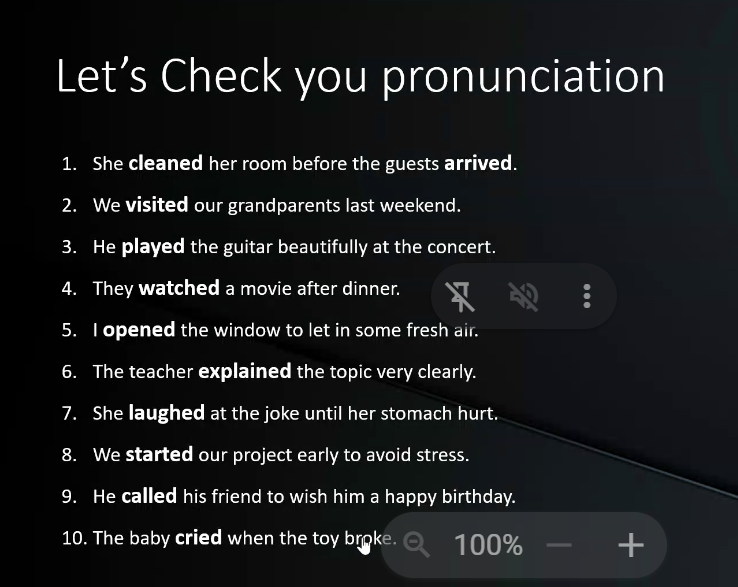 Let’s Check you pronunciation
1. She cleaned her room before the guests arrived.
2. We visited our grandparents last weekend.
3. He played the guitar beautifully at the concert.
4. They watched a movie after dinner.
5. I opened the window to let in some fresh air.
6. The teacher explained the topic very clearly.
7. She laughed at the joke until her stomach hurt.
8. We started our project early to avoid stress.
9. He called his friend to wish him a happy birthday.
10. The baby cried when the toy broke.
100%